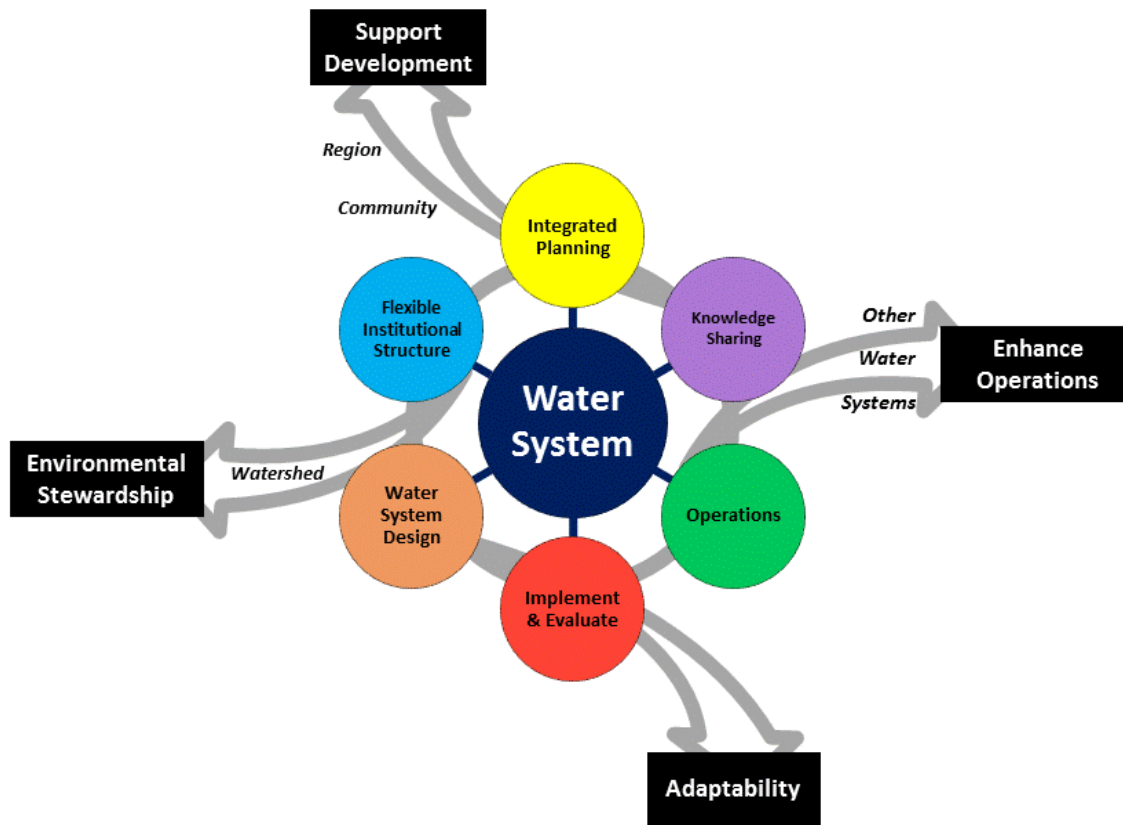 Support
Development
Region
Community
Integrated
Planning
Flexible
Institutional
Structure
Knowledge
Sharing
Other
Water
Systems
Enhance
Operations
Water
System
Environmental
Stewardship
Watershed
Water
System
Design
Operations
Implement
& Evaluate
Adaptability